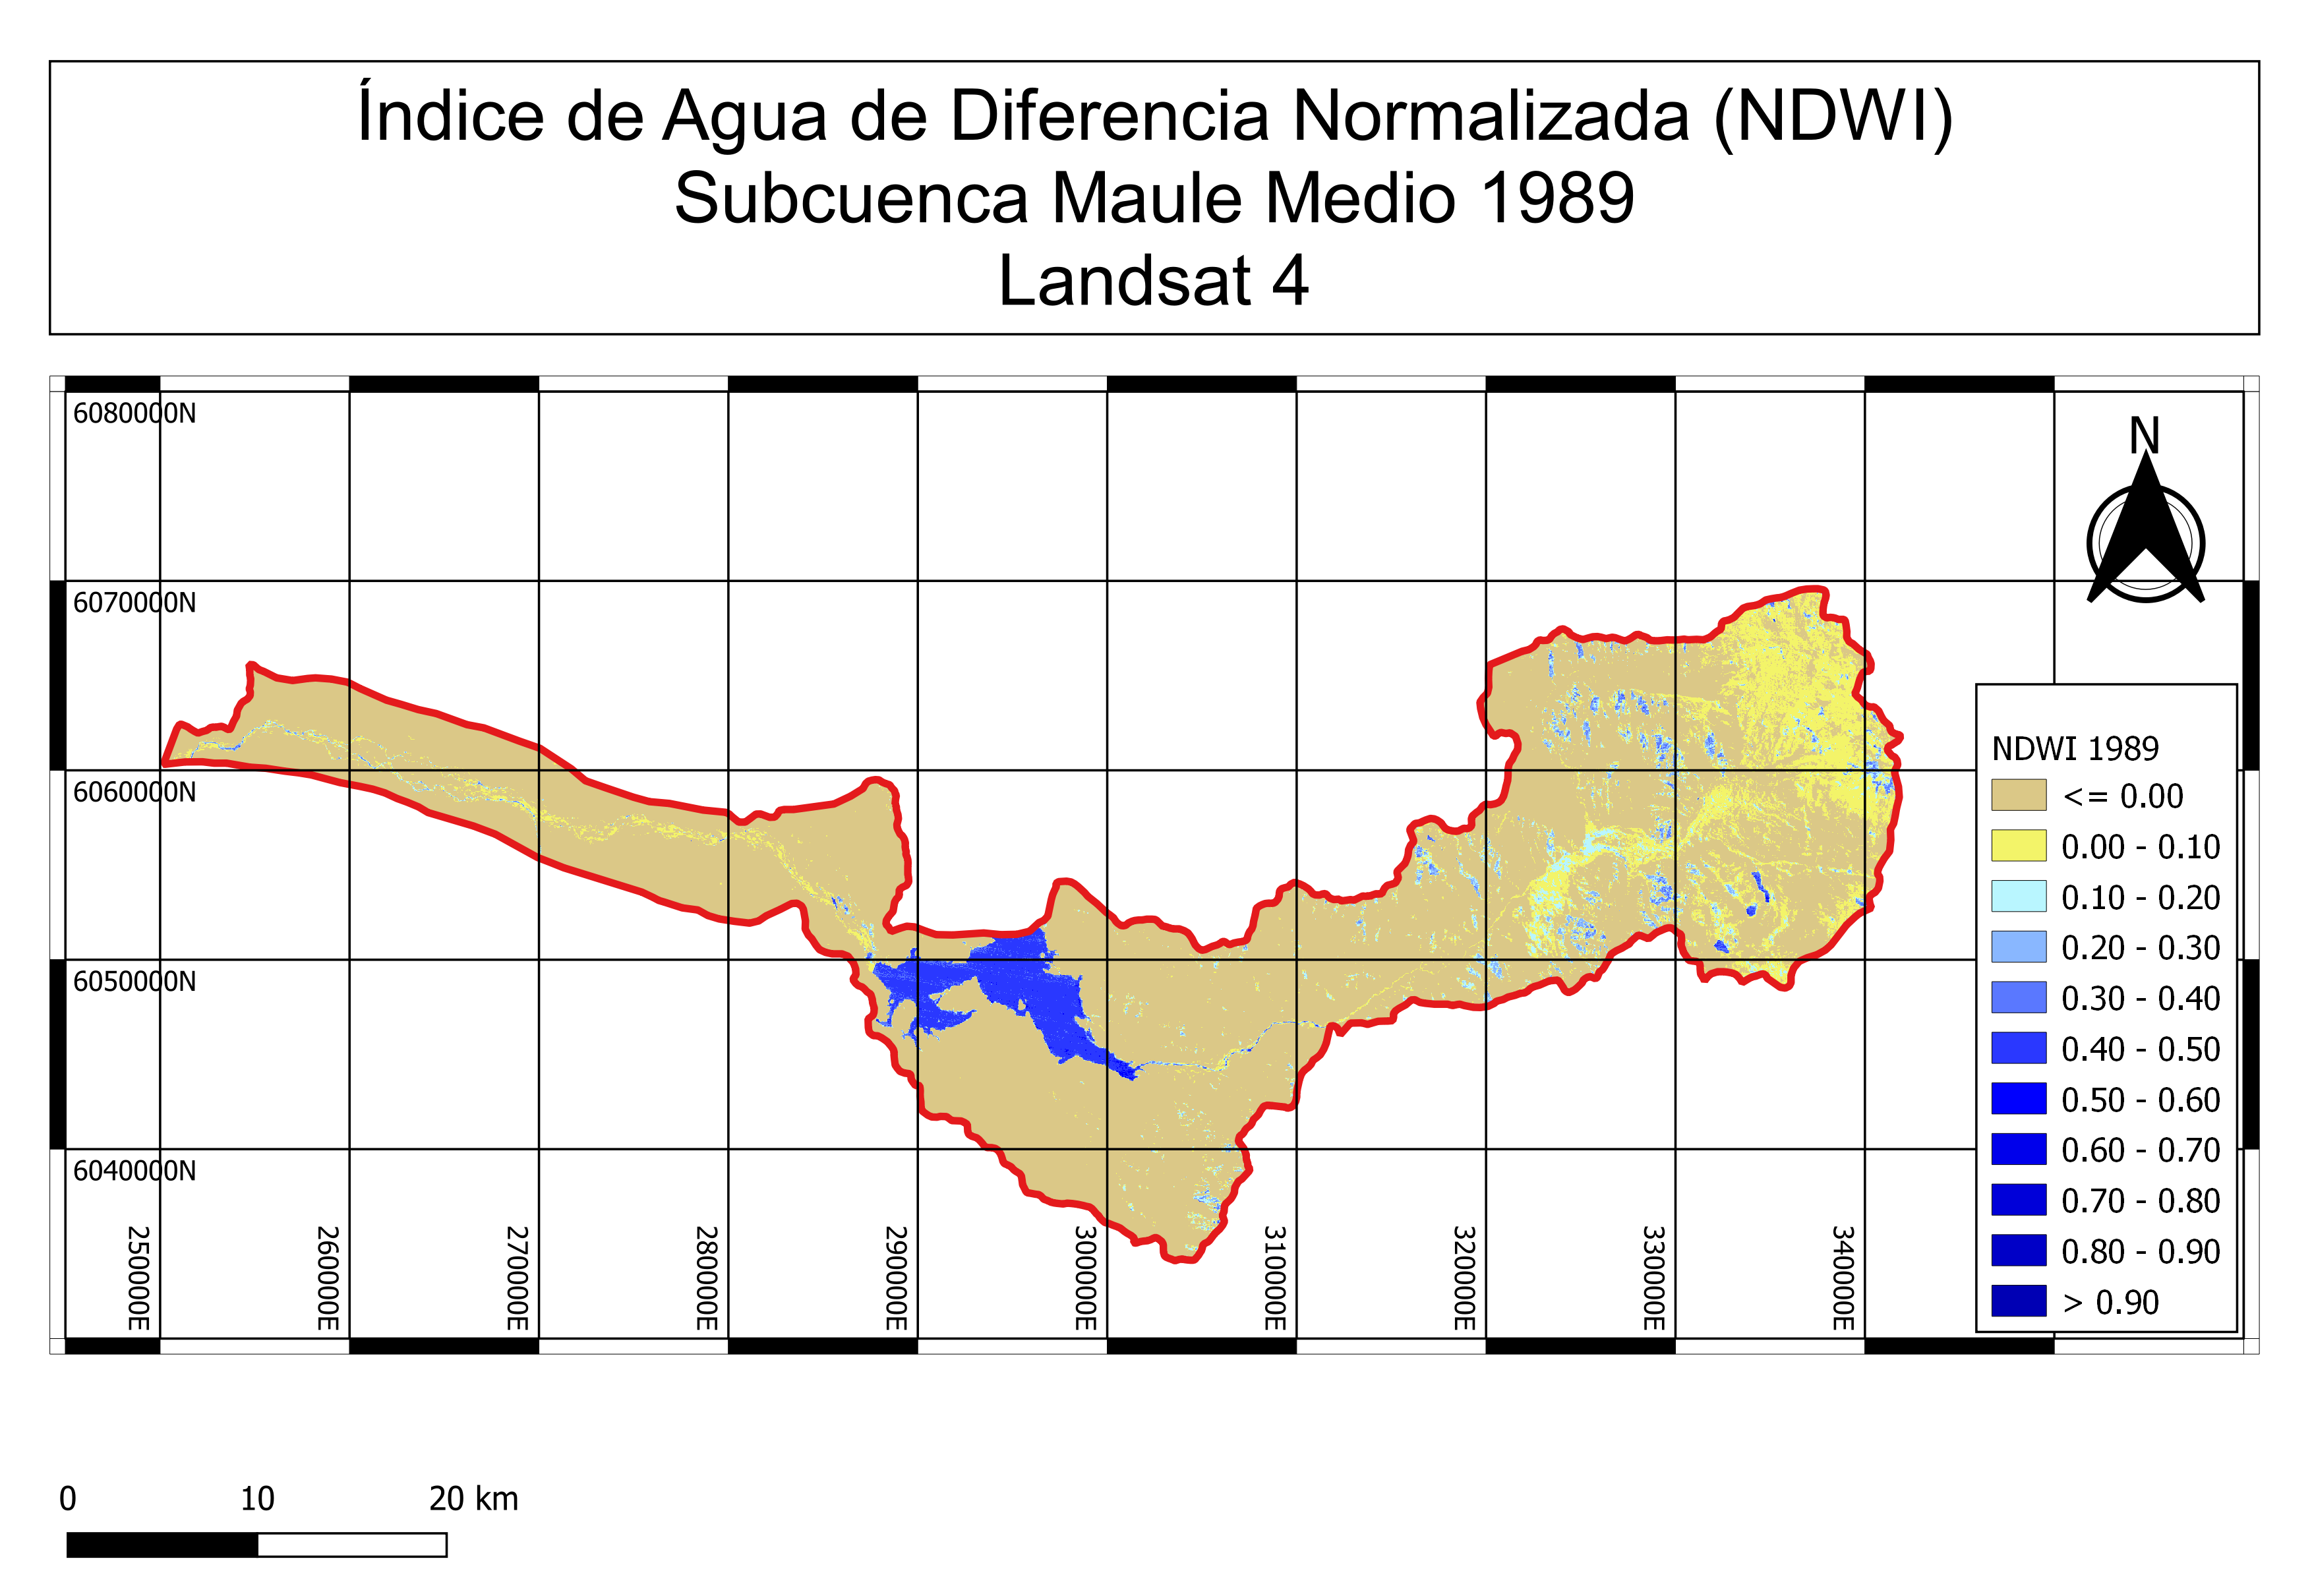 Índice de Agua de Diferencia Normalizada (NDWI)
Subcuenca Maule Medio 1989
Landsat 4
6080000N
N
6070000N
6060000N
6050000N
6040000N
250000E
260000E
270000E
280000E
290000E
300000E
310000E
320000E
330000E
340000E
NDWI 1989
<= 0.00
0.00 - 0.10
0.10 - 0.20
0.20 - 0.30
0.30 - 0.40
0.40 - 0.50
0.50 - 0.60
0.60 - 0.70
0.70 - 0.80
0.80 - 0.90
> 0.90
0 10 20 km